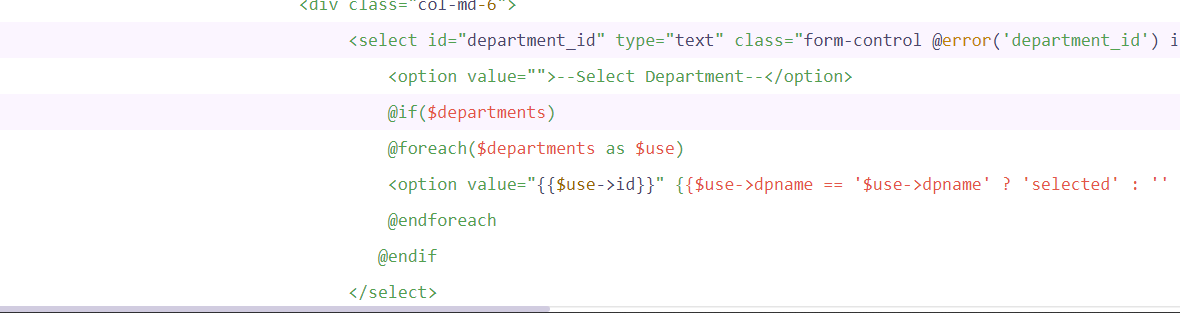 <div class="col-md-6">
<select id="department_id" type="text" class="form-control @error('department_id') i
<option value="">--Select Department--</option>
@if($departments)
@foreach($departments as $use)
<option value="{{$use->id}}" {{$use->dpname == '$use->dpname' ? 'selected' : ''
@endforeach
@endif
</select>